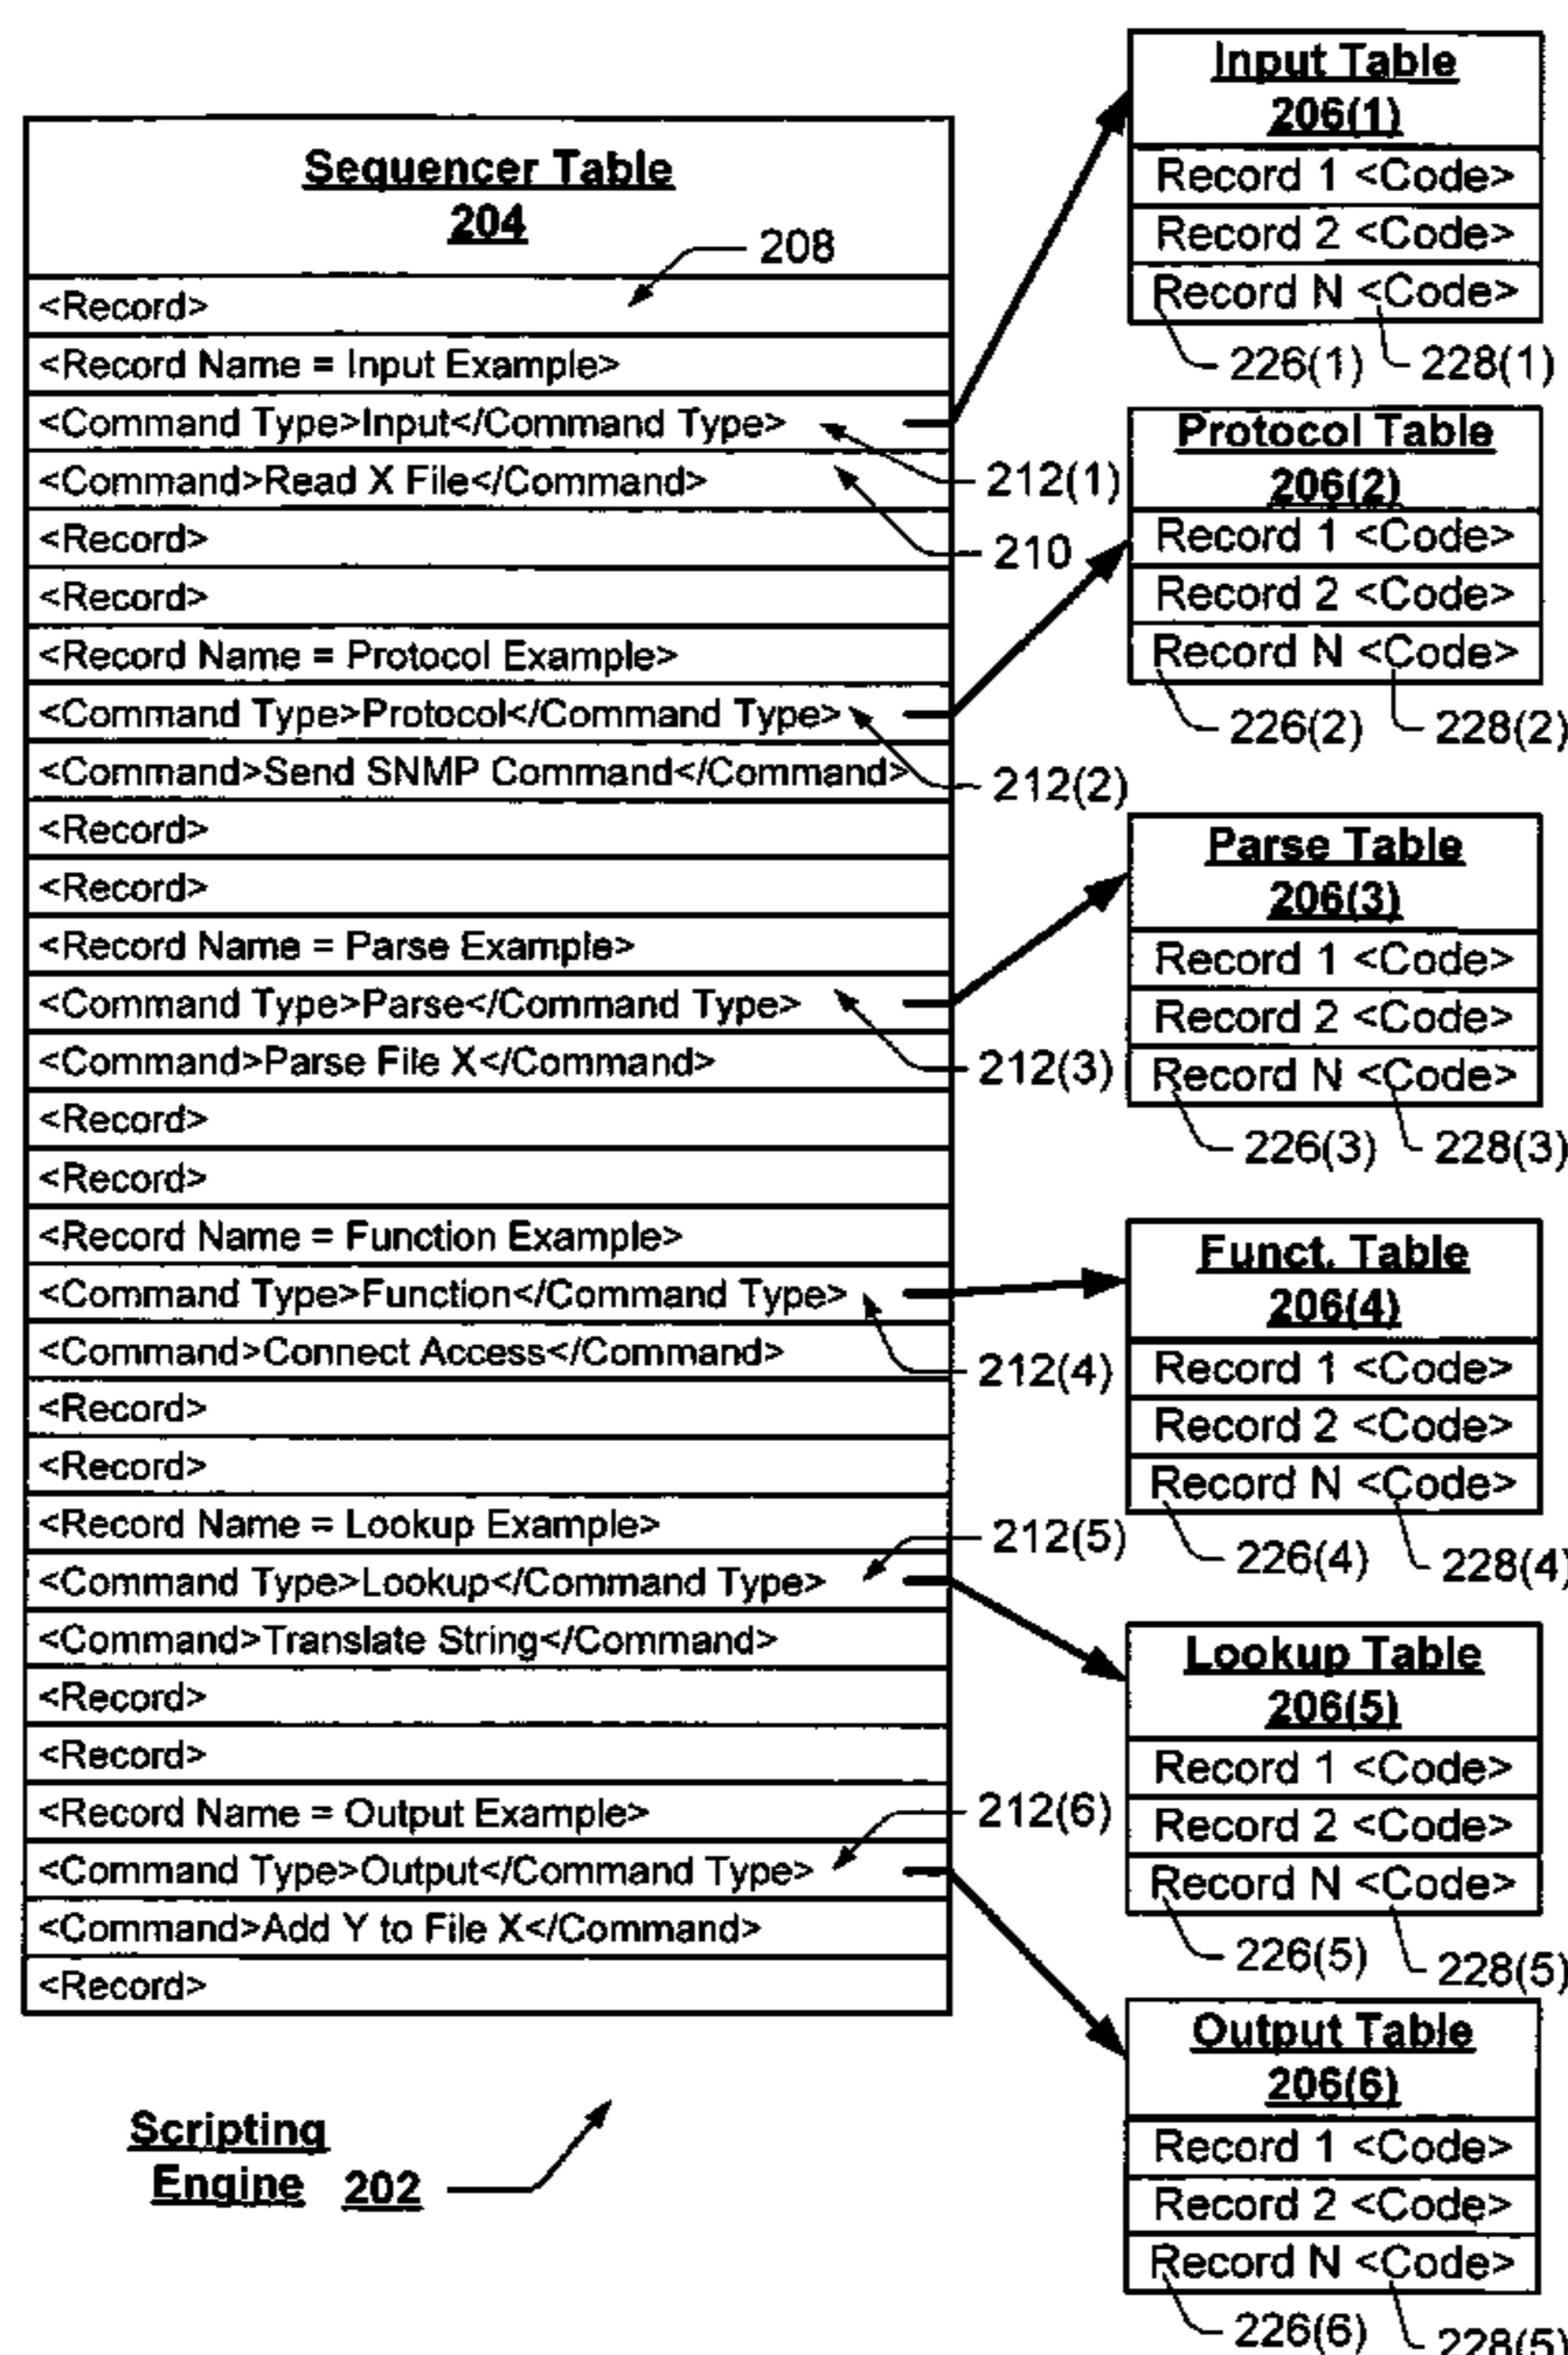 Sequencer Table
204
208
<Record>
<Record Name = Input Example>
<Command Type>Input</Command Type>
<Command>Read X File</Command>
212(1)
<Record>
210
<Record>
<Record Name = Protocol Example>
<Command Type>Protocol</Command Type>
<Command>Send SNMP Command</Command>
212(2)
<Record>
<Record>
<Record Name = Parse Example>
<Command Type>Parse</Command Type>
<Command>Parse File X</Command>
212(3)
<Record>
<Record>
<Record Name = Function Example>
<Command Type>Function</Command Type>
<Command>Connect Access</Command>
212(4)
<Record>
<Record>
<Record Name = Lookup Example>
212(5)
<Command Type>Lookup</Command Type>
<Command>Translate String</Command>
<Record>
<Record>
<Record Name = Output Example>
212(6)
<Command Type>Output</Command Type>
<Command>Add Y to File X</Command>
<Record>
Scripting
Engine 202
Input Table
206(1)
Record 1 <Code>
Record 2 <Code>
Record N <Code>
226(1) 228(1)
Protocol Table
206(2)
Record 1 <Code>
Record 2 <Code>
Record N <Code>
226(2) 228(2)
Parse Table
206(3)
Record 1 <Code>
Record 2 <Code>
Record N <Code>
226(3) 228(3)
Funct. Table
206(4)
Record 1 <Code>
Record 2 <Code>
Record N <Code>
226(4) 228(4)
Lookup Table
206(5)
Record 1 <Code>
Record 2 <Code>
Record N <Code>
226(5) 228(5)
Output Table
206(6)
Record 1 <Code>
Record 2 <Code>
Record N <Code>
226(6) 228(5)